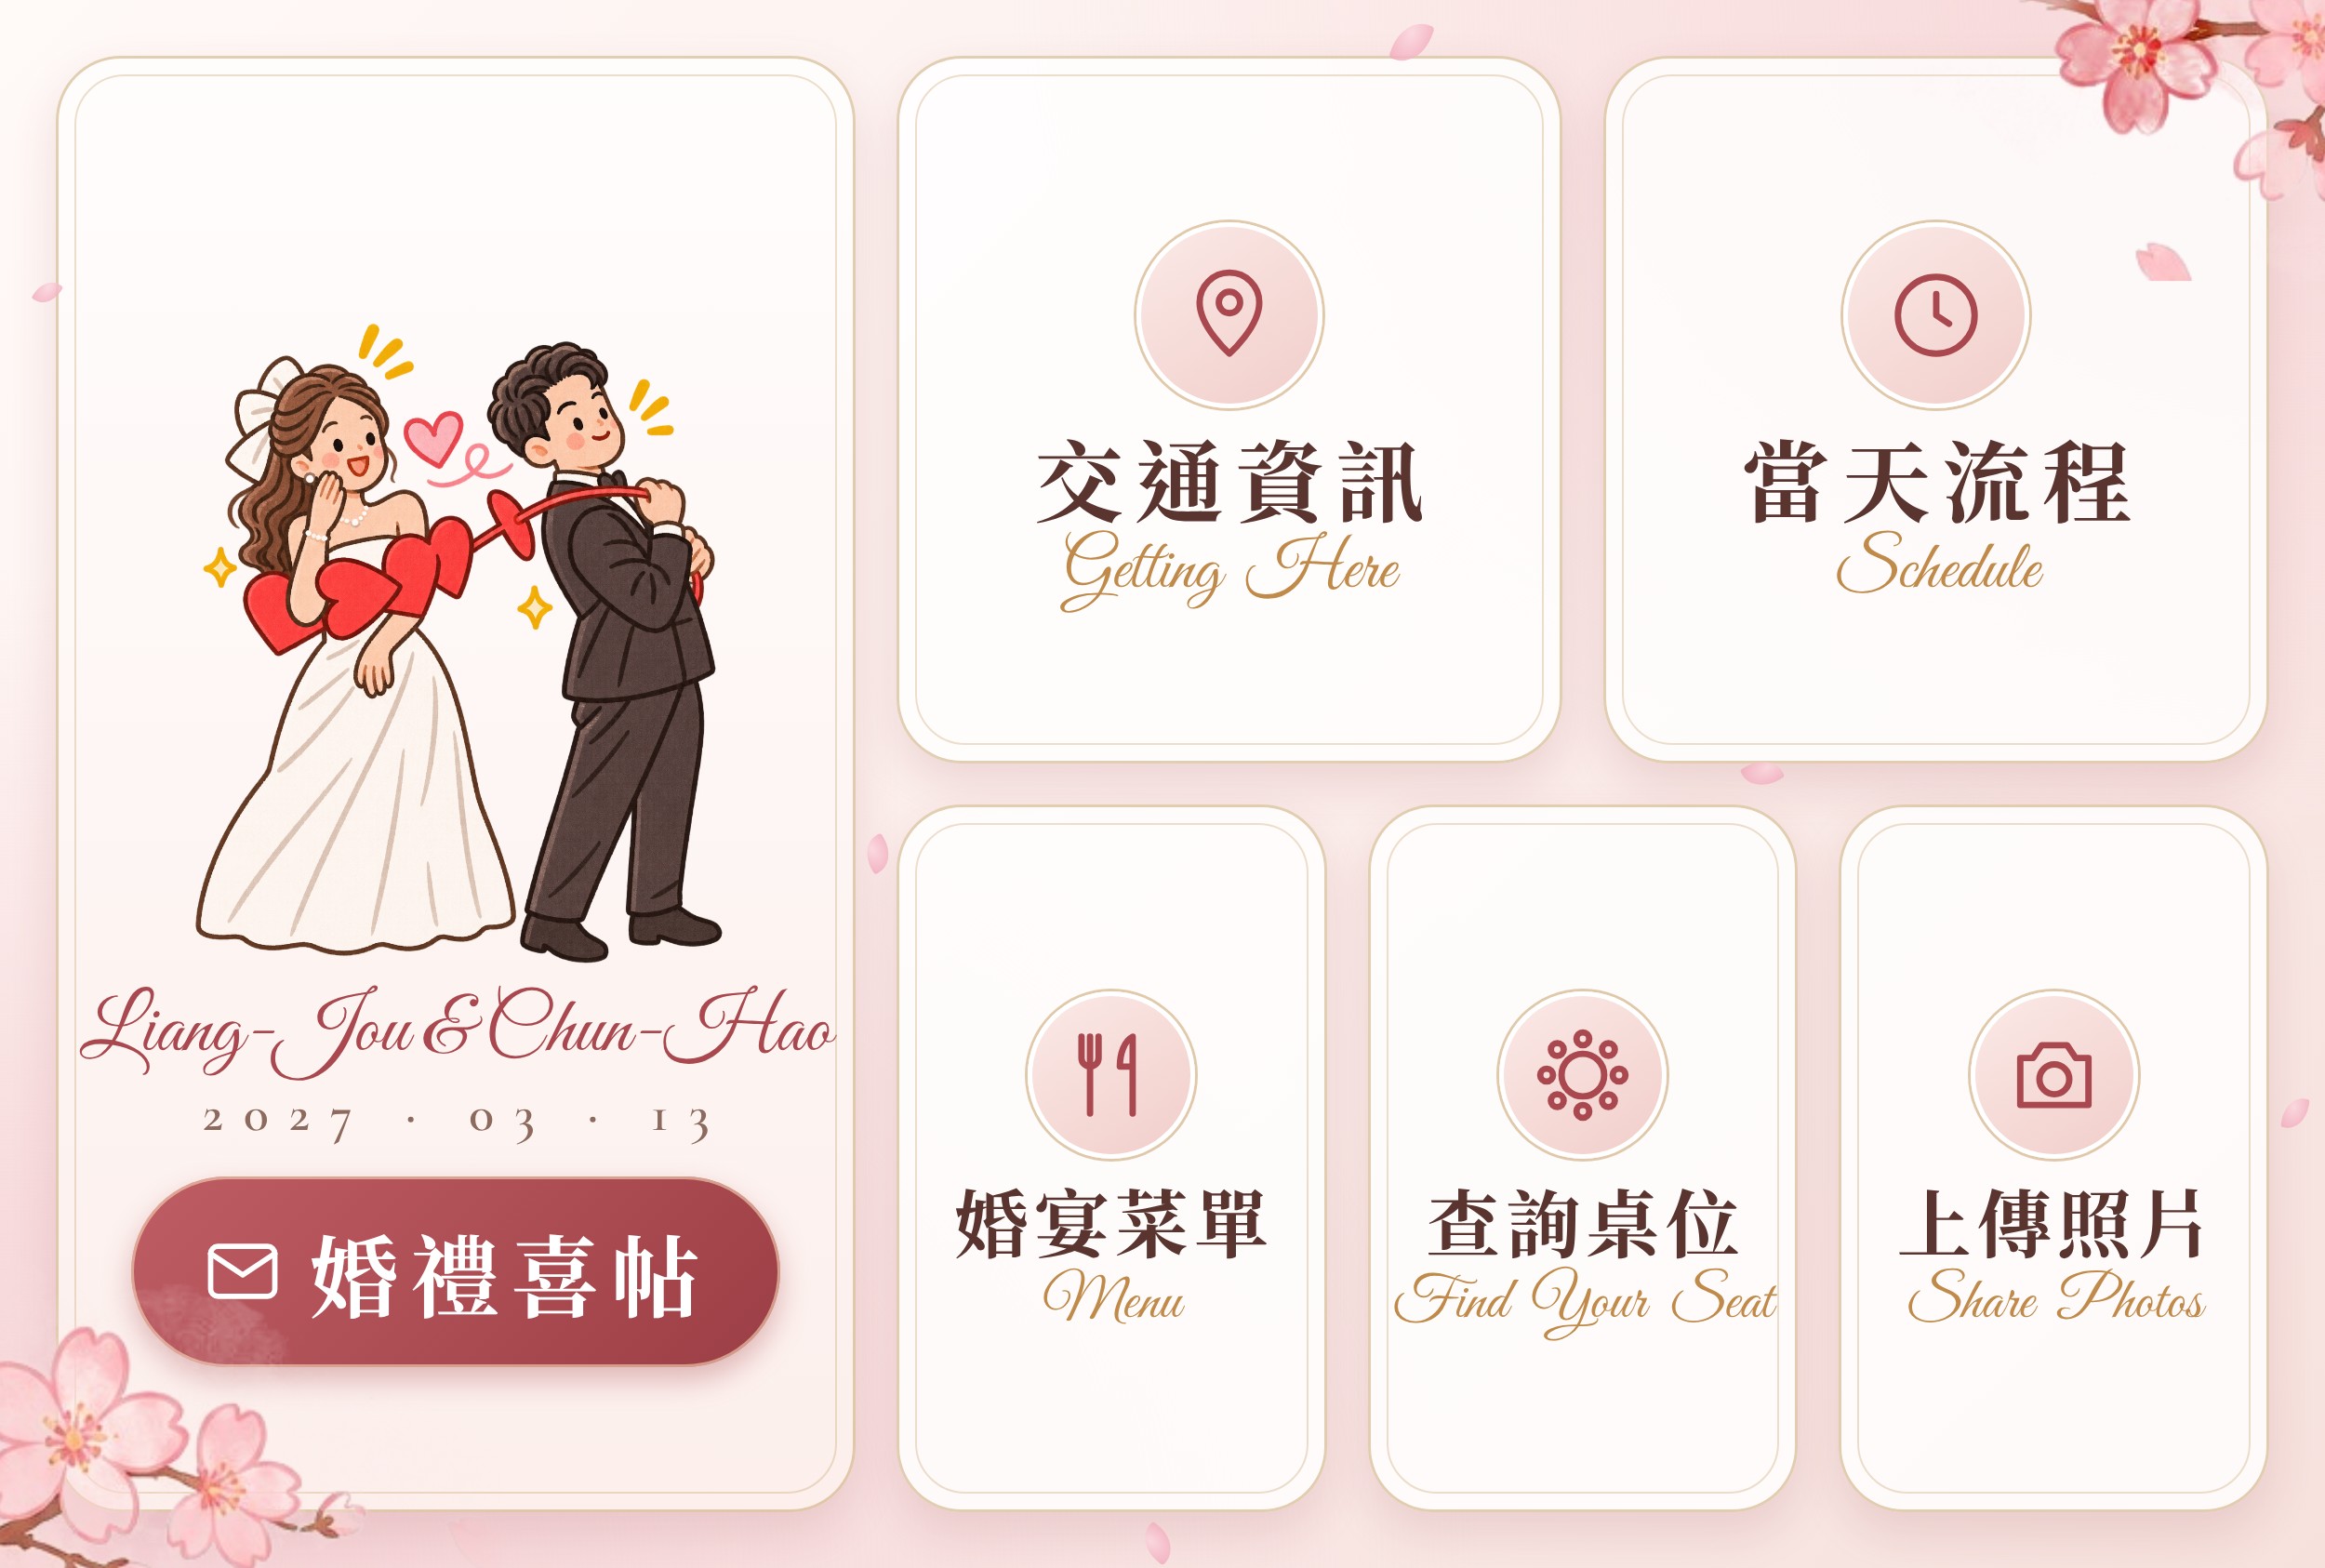 Liang-Jou & Chun-Hao
2027 · 03 · 13
婚禮喜帖
交通資訊
Getting Here
當天流程
Schedule
婚宴菜單
Menu
查詢桌位
Find Your Seat
上傳照片
Share Photos